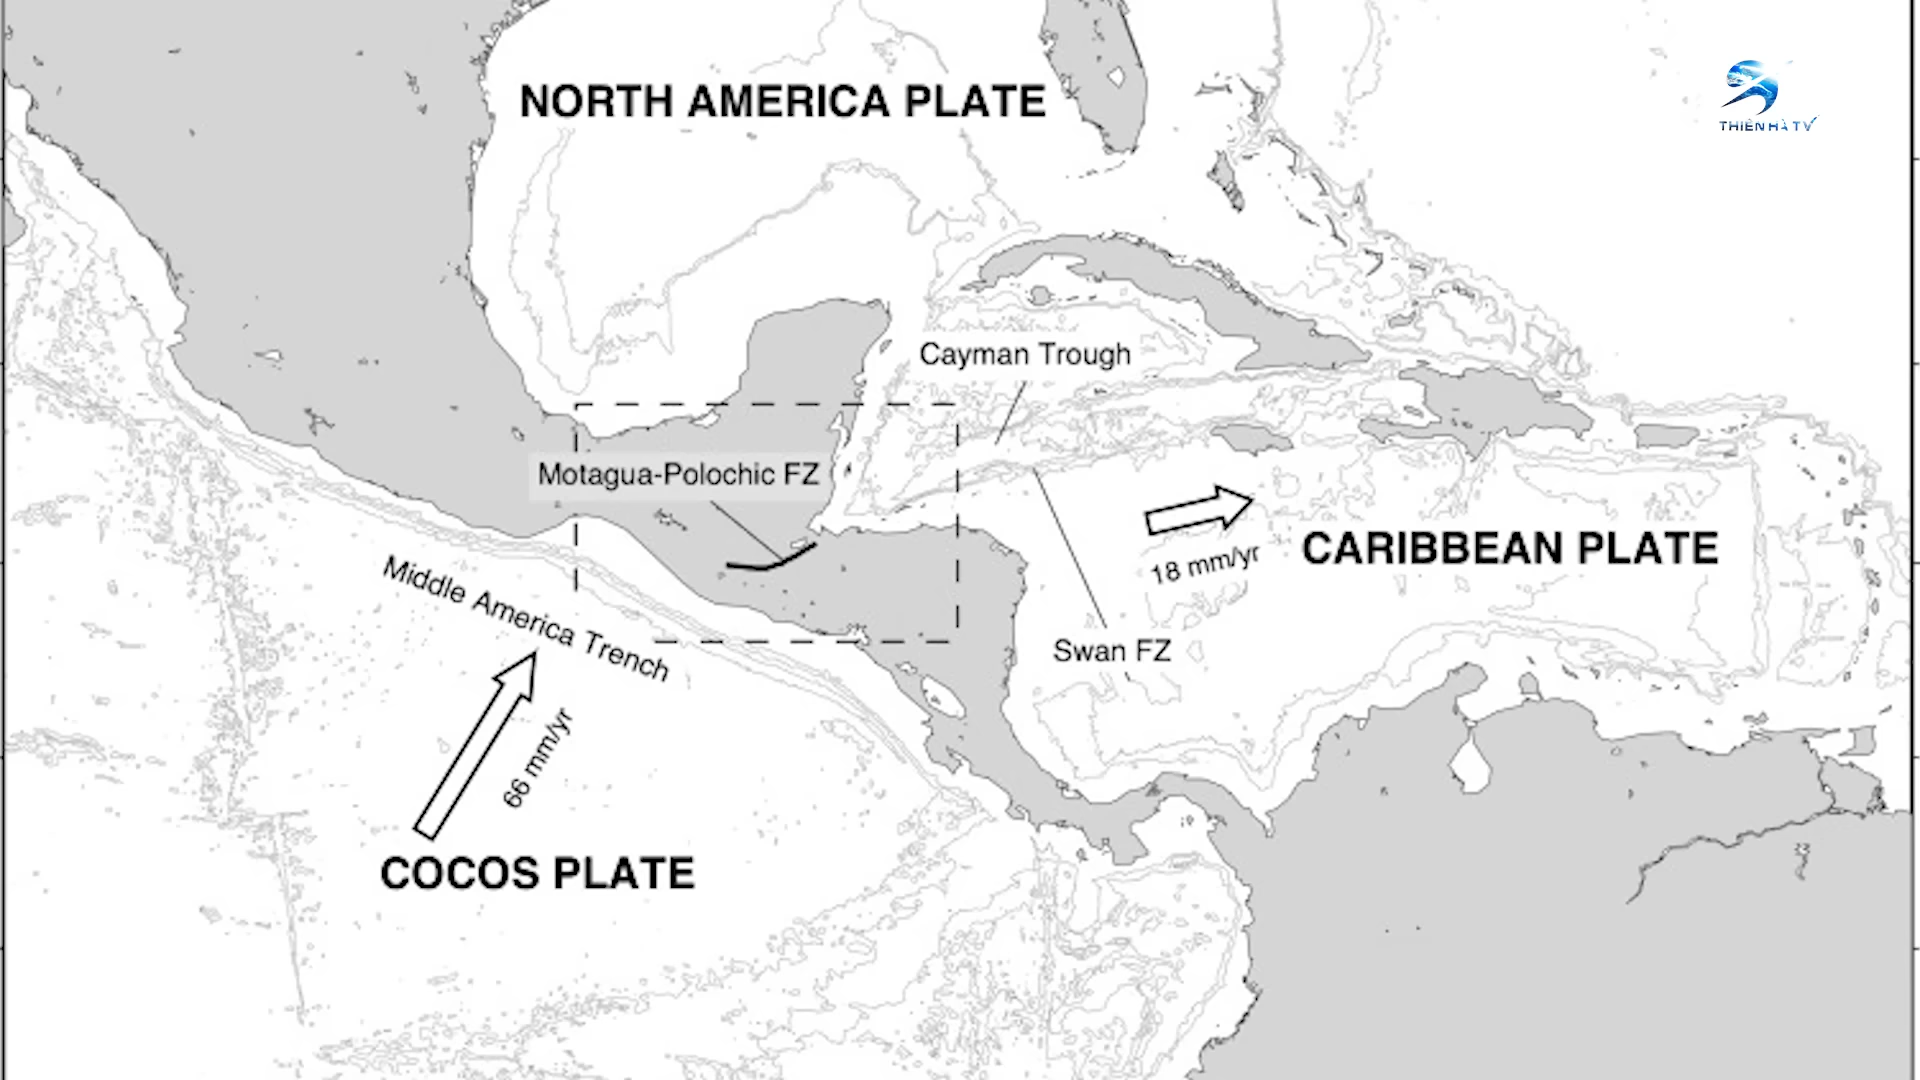 NORTH AMERICA PLATE
THIÊN HÀ TV
Cayman Trough
Motagua-Polochic FZ
18 mm/yr
CARIBBEAN PLATE
Middle America Trench
Swan FZ
66 mm/yr
COCOS PLATE